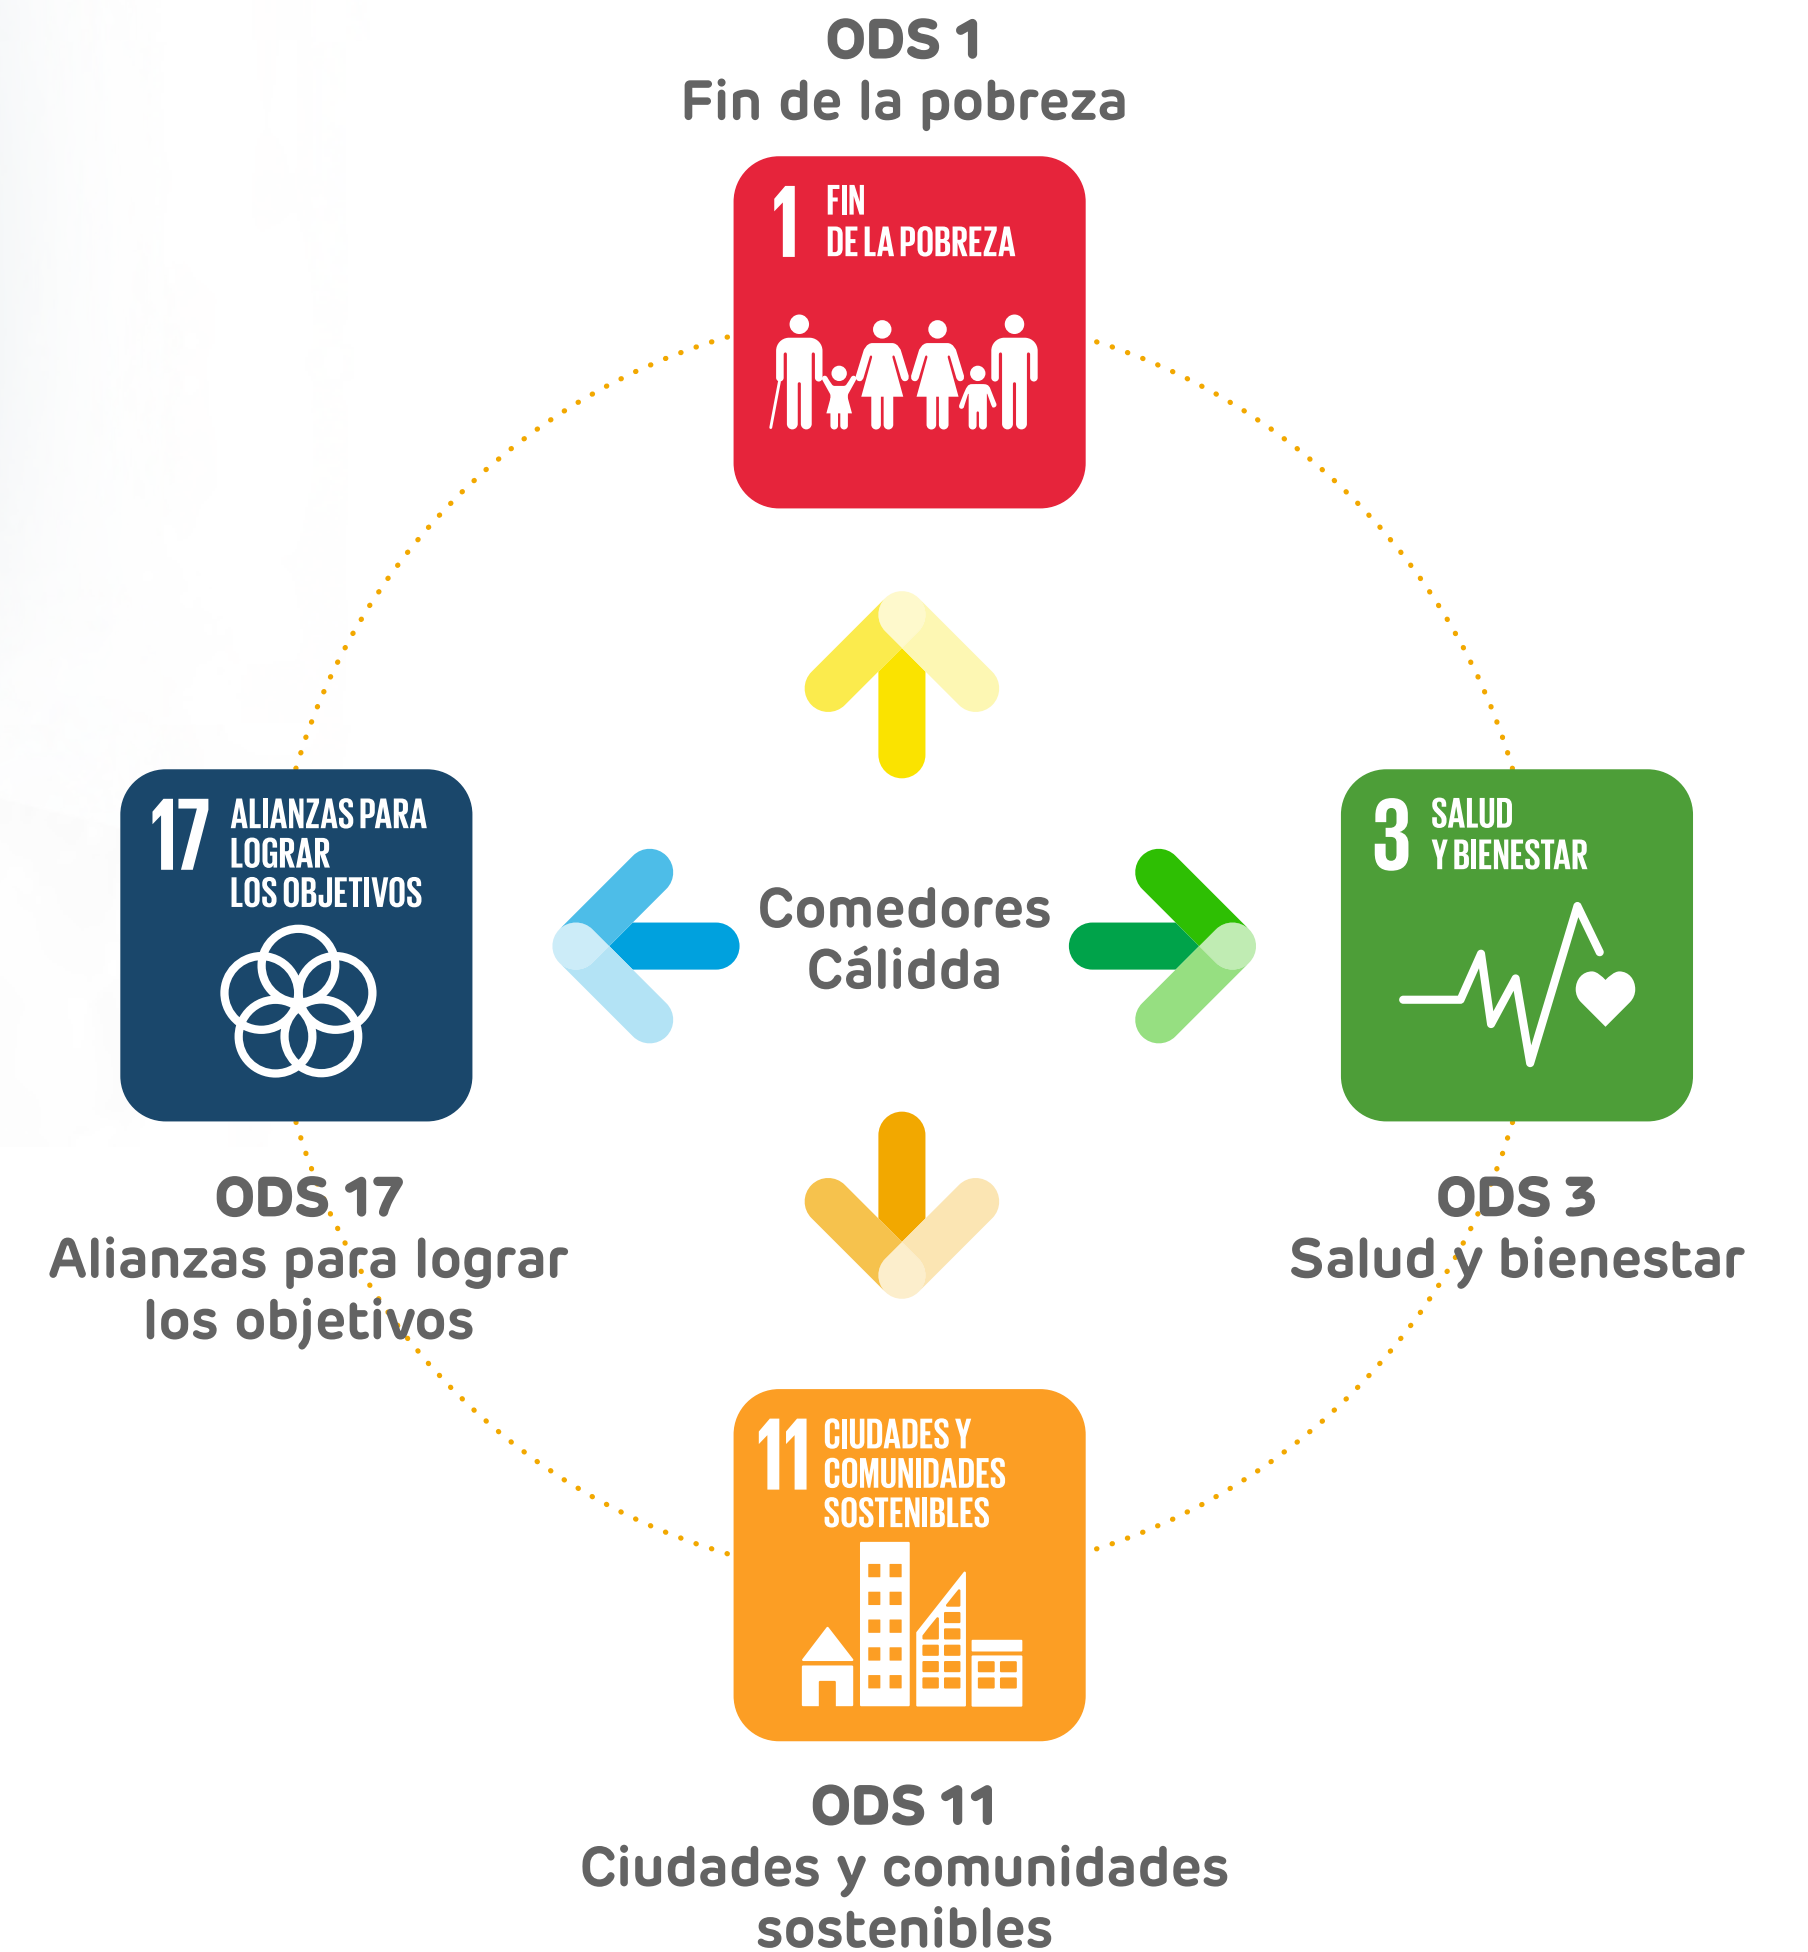 ODS 1
Fin de la pobreza
1 FIN
DE LA POBREZA
17 ALIANZAS PARA
LOGRAR
LOS OBJETIVOS
Comedores
Cálidda
3 SALUD
Y BIENESTAR
ODS 17
Alianzas para lograr
los objetivos
ODS 3
Salud y bienestar
11 CIUDADES Y
COMUNIDADES
SOSTENIBLES
ODS 11
Ciudades y comunidades
sostenibles